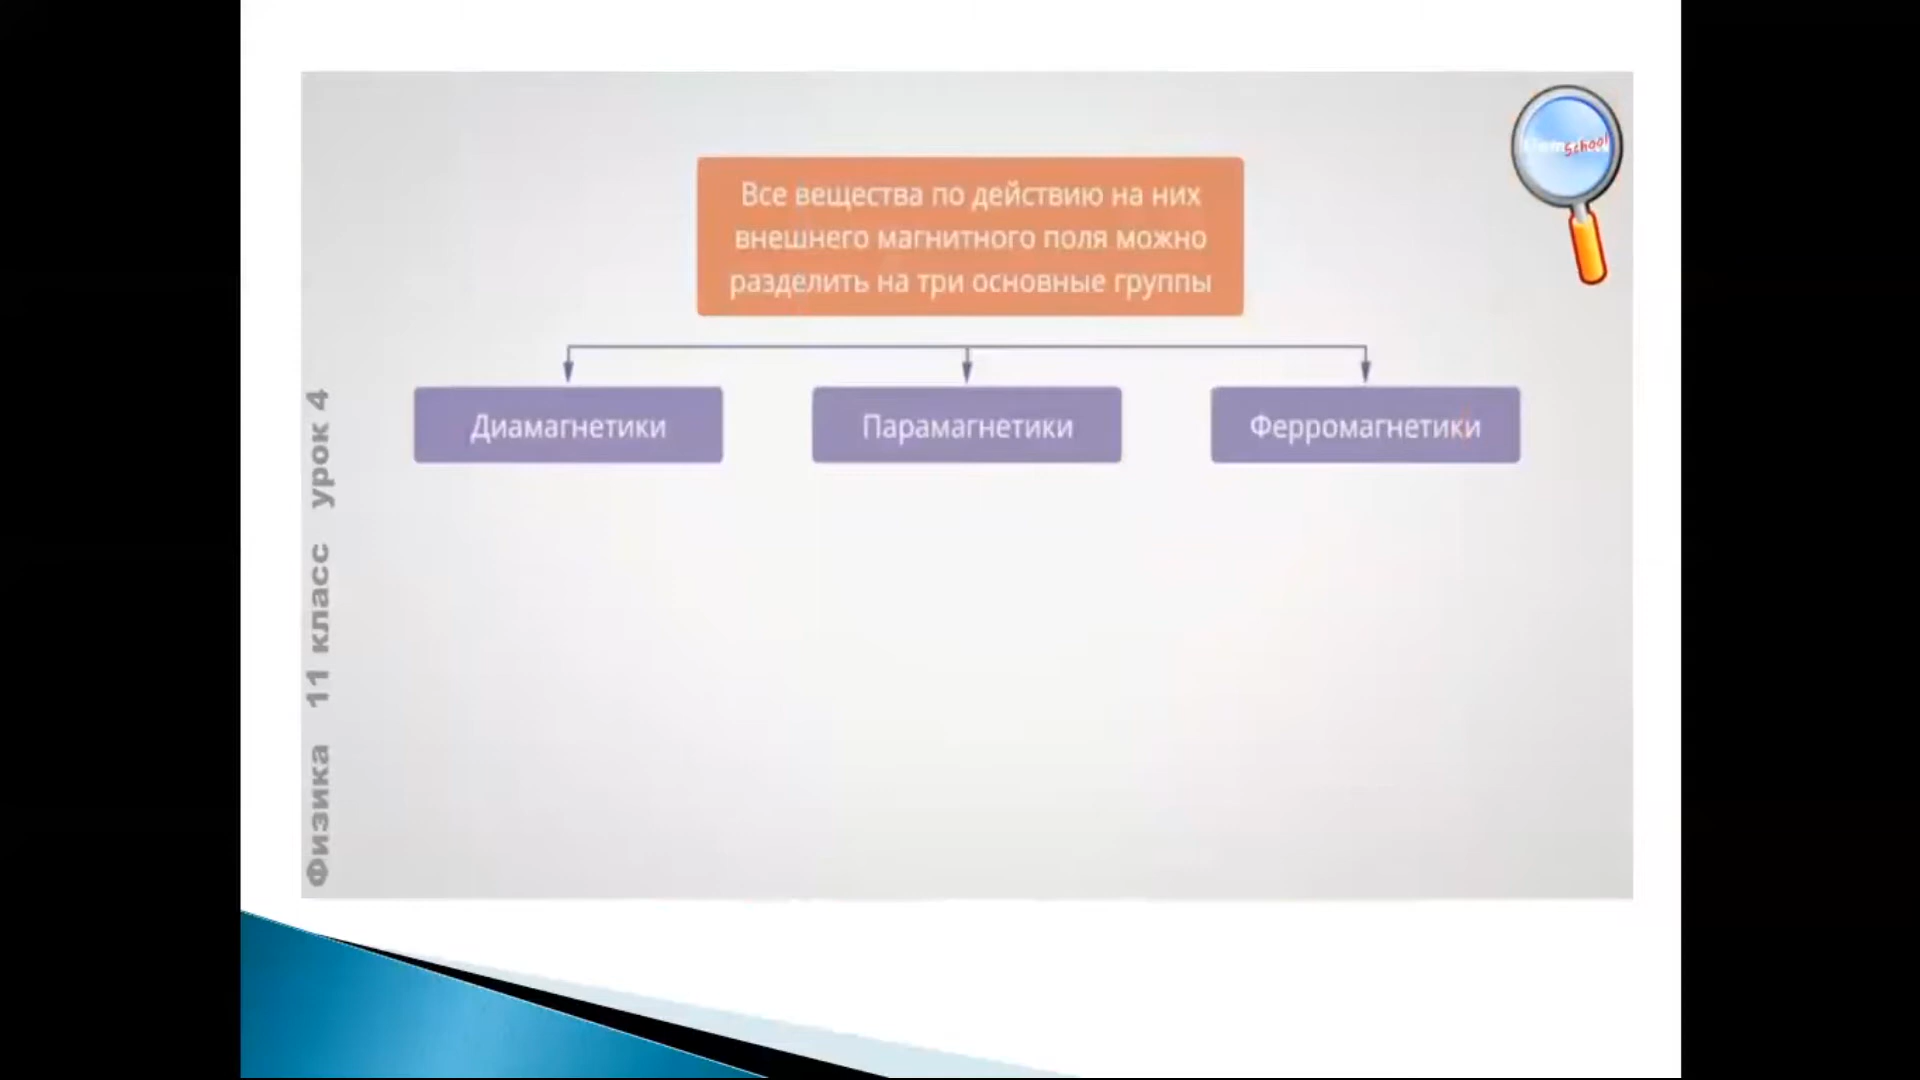 School
Все вещества по действию на них
внешнего магнитного поля можно
разделить на три основные группы
Диамагнетики
Парамагнетики
Ферромагнетики
Физика 11 класс урок 4